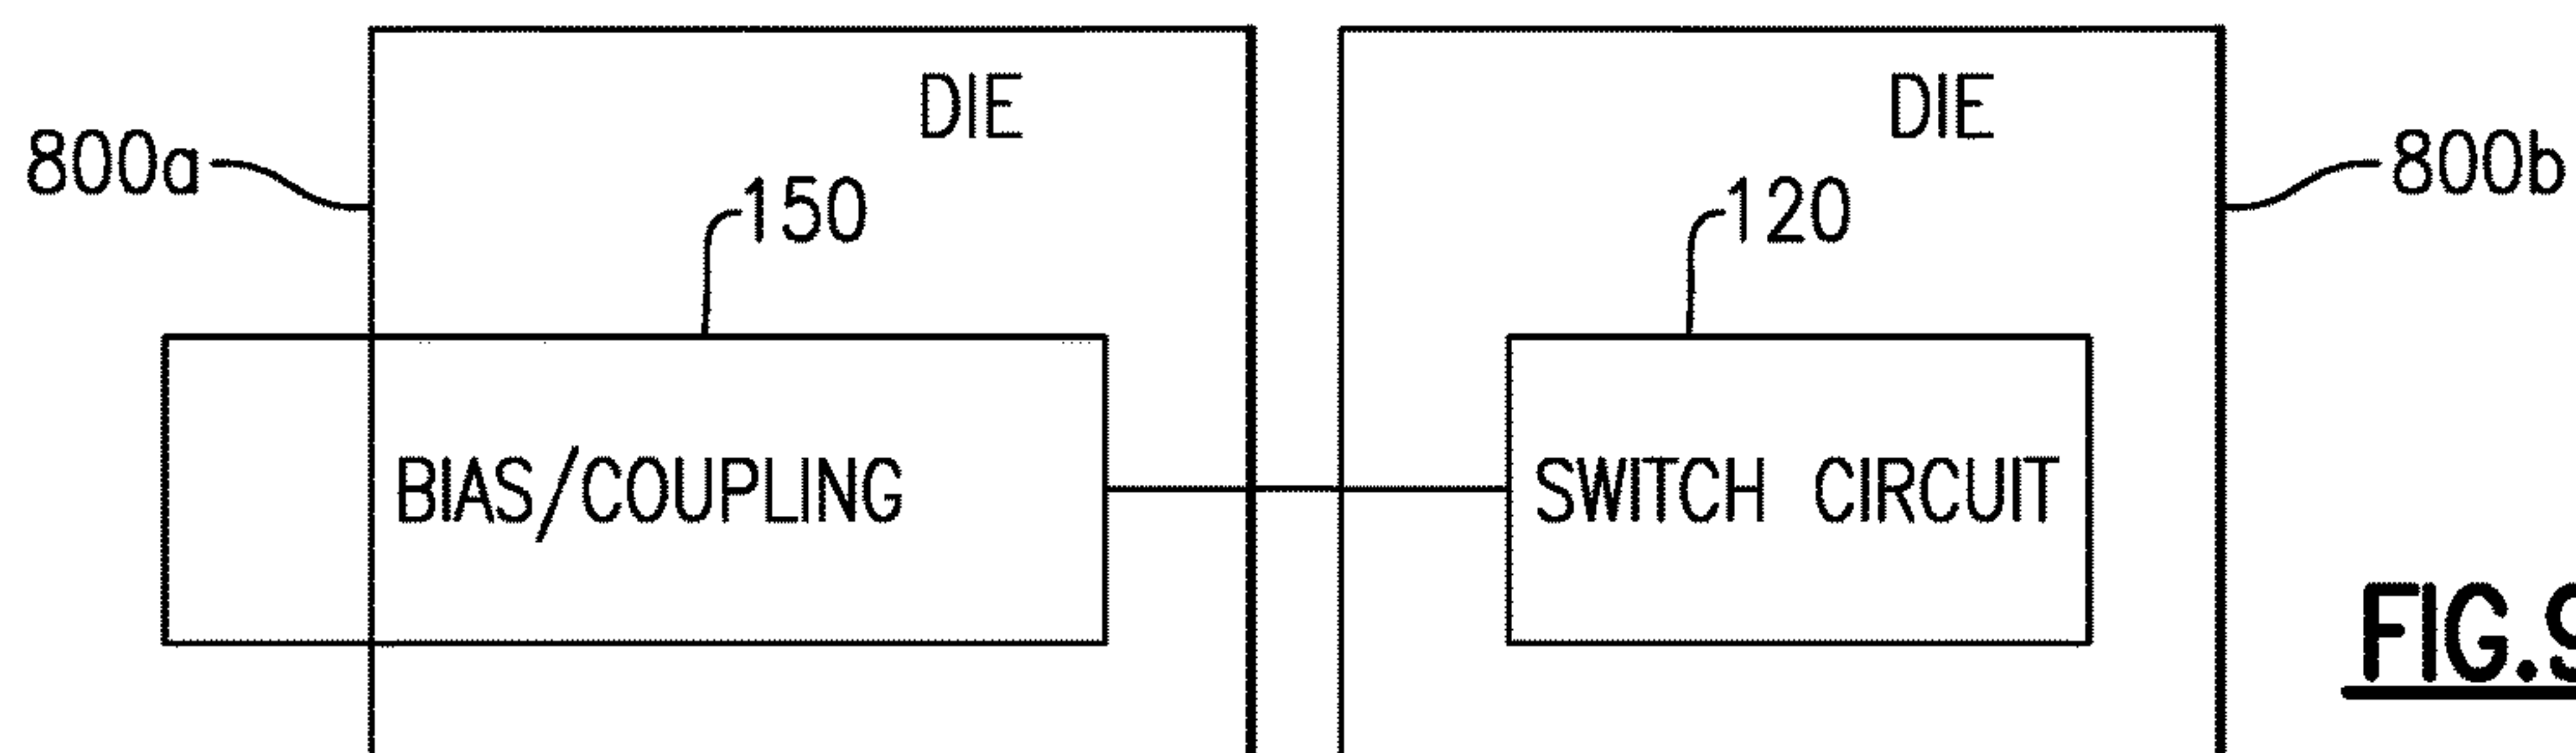 DIE
DIE
800a
150
120
800b
BIAS/COUPLING
SWITCH CIRCUIT